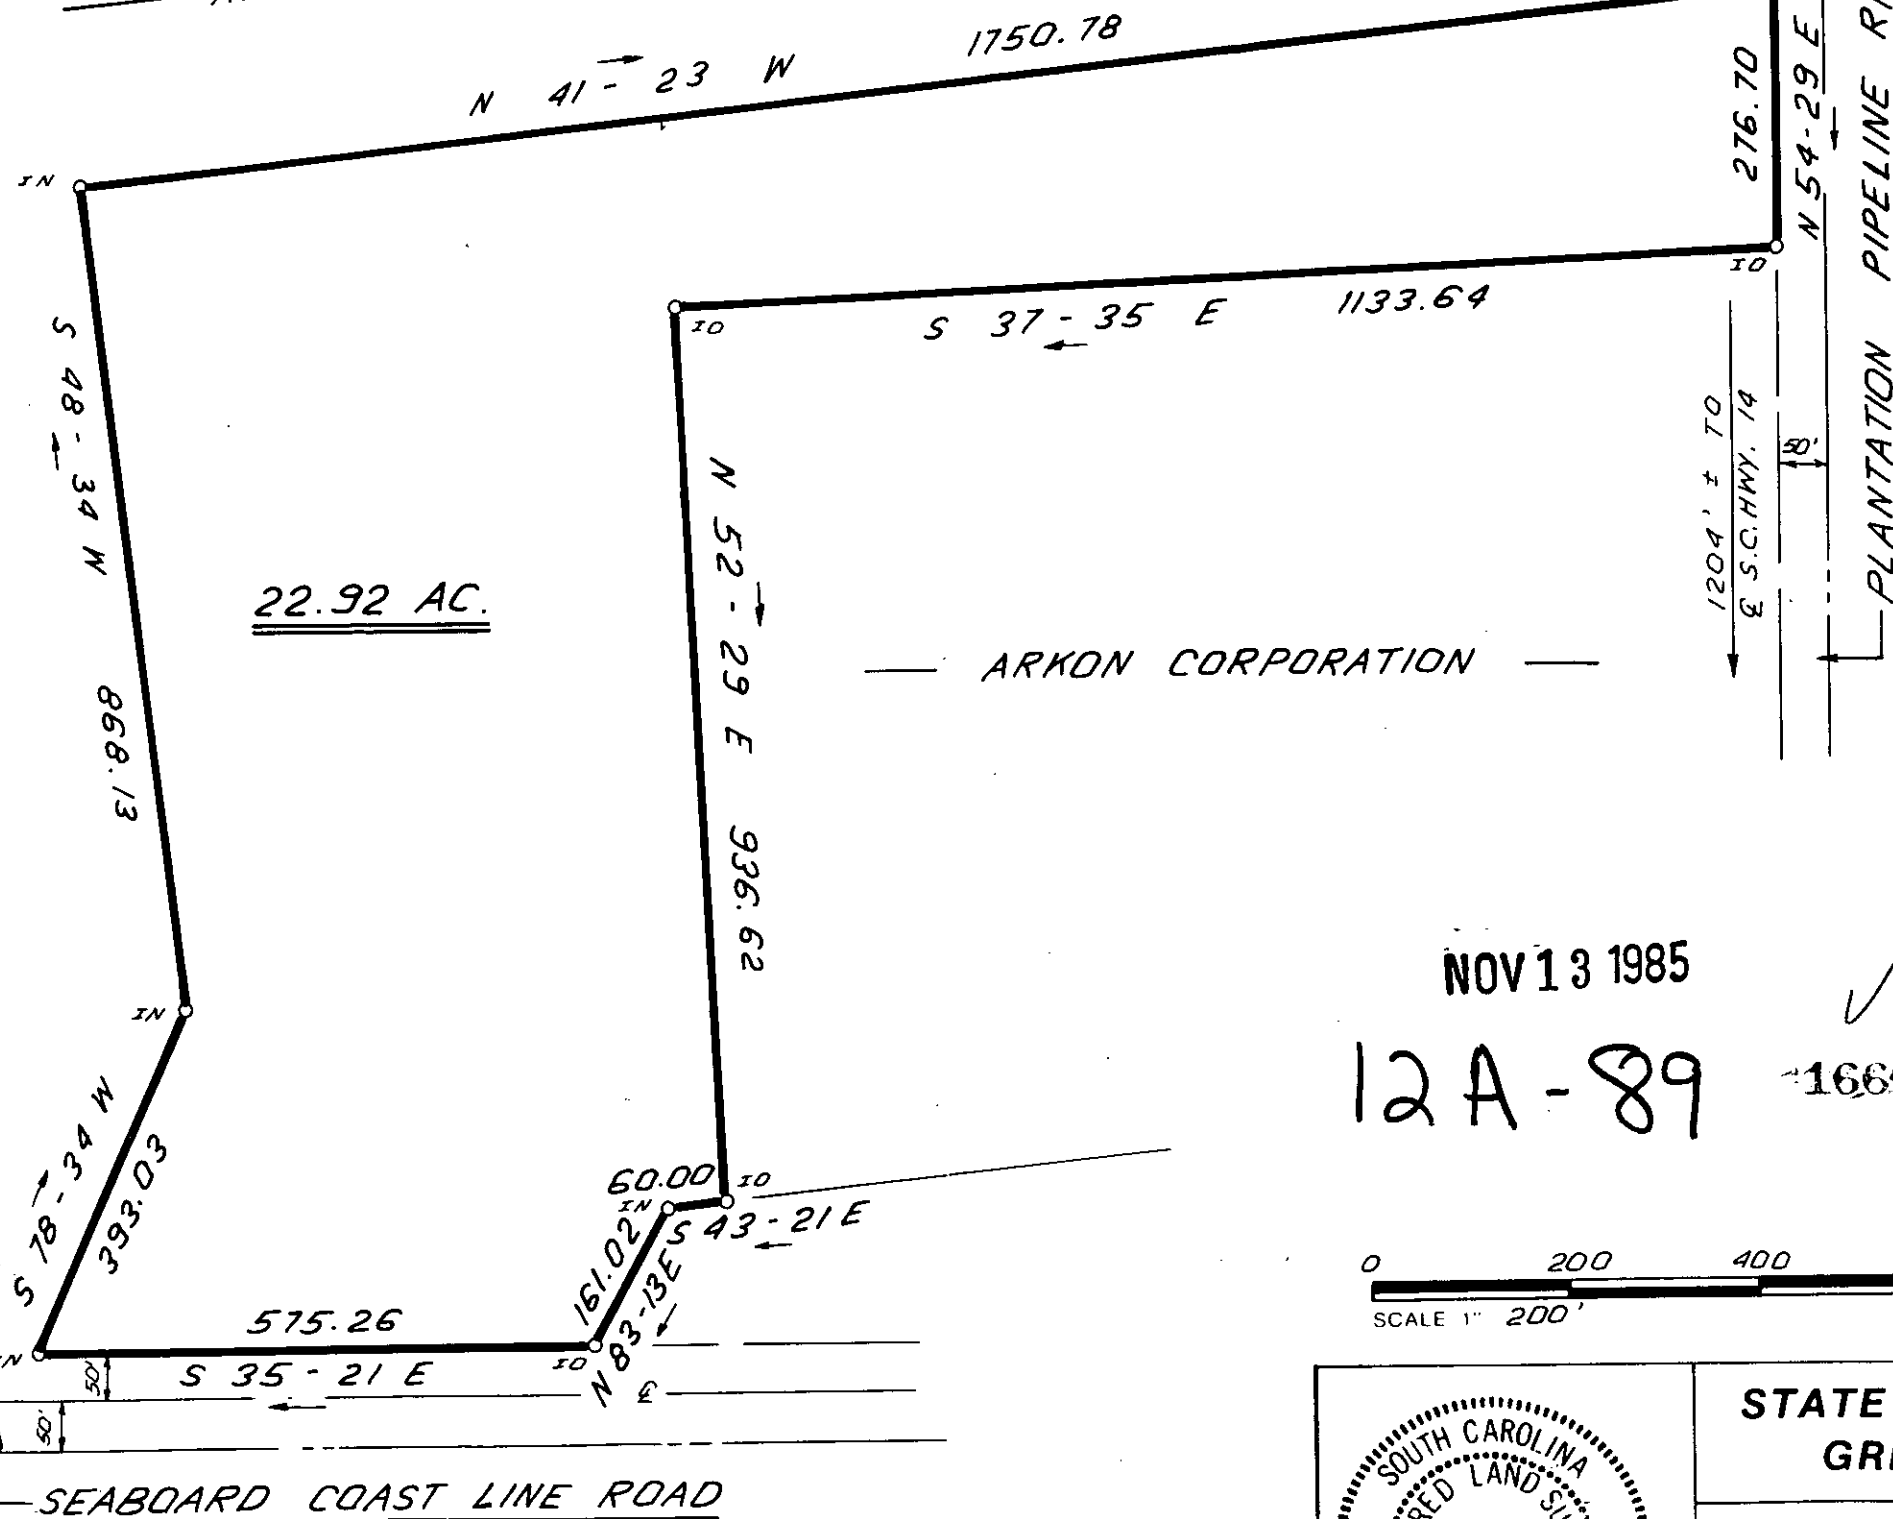 N 41-23 W 1750.78
276.70
N 54-29 E
PLANTATION PIPELINE
IN
IO
IO
S 37-35 E 1133.64
S 48-34 W 868.13
N 52-29 E 936.62
1204' ± TO
℄ S.C. HWY. 14
50'
22.92 AC.
— ARKON CORPORATION —
NOV 13 1985
12A-89
IN
S 78-34 W
393.03
60.00
IO
IN
S 43-21 E
161.02
N 83-13 E
575.26
IN
S 35-21 E
IO
50'
50'
℄
SEABOARD COAST LINE ROAD
0 200 400
SCALE 1" 200'
SOUTH CAROLINA
LAND
STATE